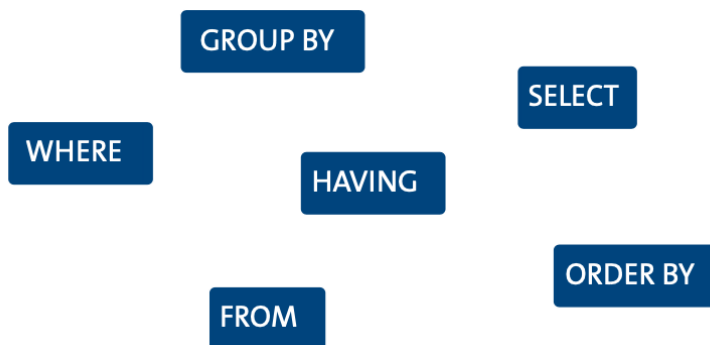 GROUP BY
SELECT
WHERE
HAVING
ORDER BY
FROM